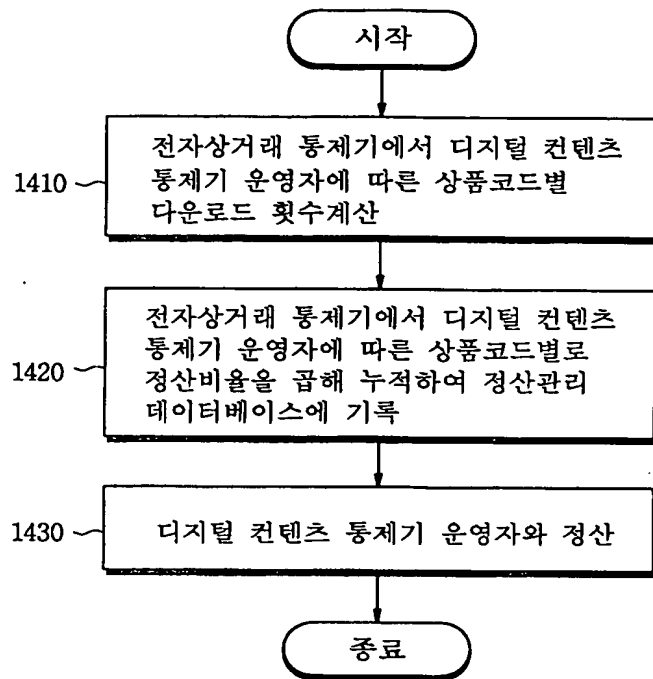 시작
1410
전자상거래 통제기에서 디지털 컨텐츠
통제기 운영자에 따른 상품코드별
다운로드 횟수계산
1420
전자상거래 통제기에서 디지털 컨텐츠
통제기 운영자에 따른 상품코드별로
정산비율을 곱해 누적하여 정산관리
데이터베이스에 기록
1430
디지털 컨텐츠 통제기 운영자와 정산
종료